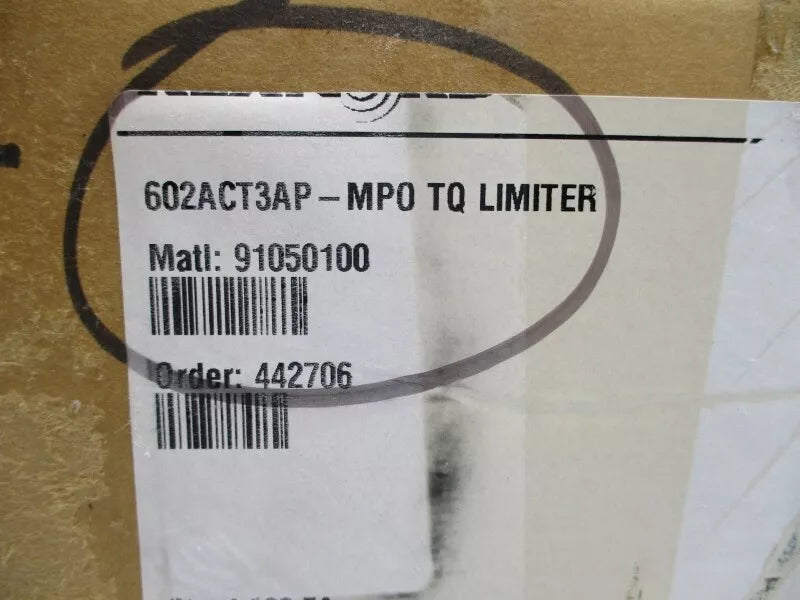 602ACT3AP – MPO TQ LIMITER
Matl: 91050100
Order: 442706